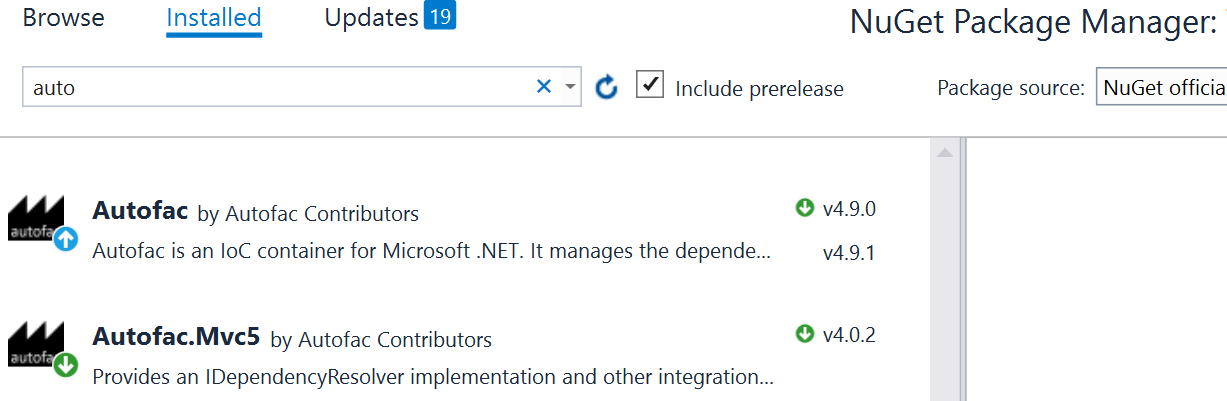 Browse Installed Updates 19 NuGet Package Manager:
auto Include prerelease Package source: NuGet officia
autofac Autofac by Autofac Contributors v4.9.0
Autofac is an IoC container for Microsoft .NET. It manages the depende... v4.9.1
autofac Autofac.Mvc5 by Autofac Contributors v4.0.2
Provides an IDependencyResolver implementation and other integration...